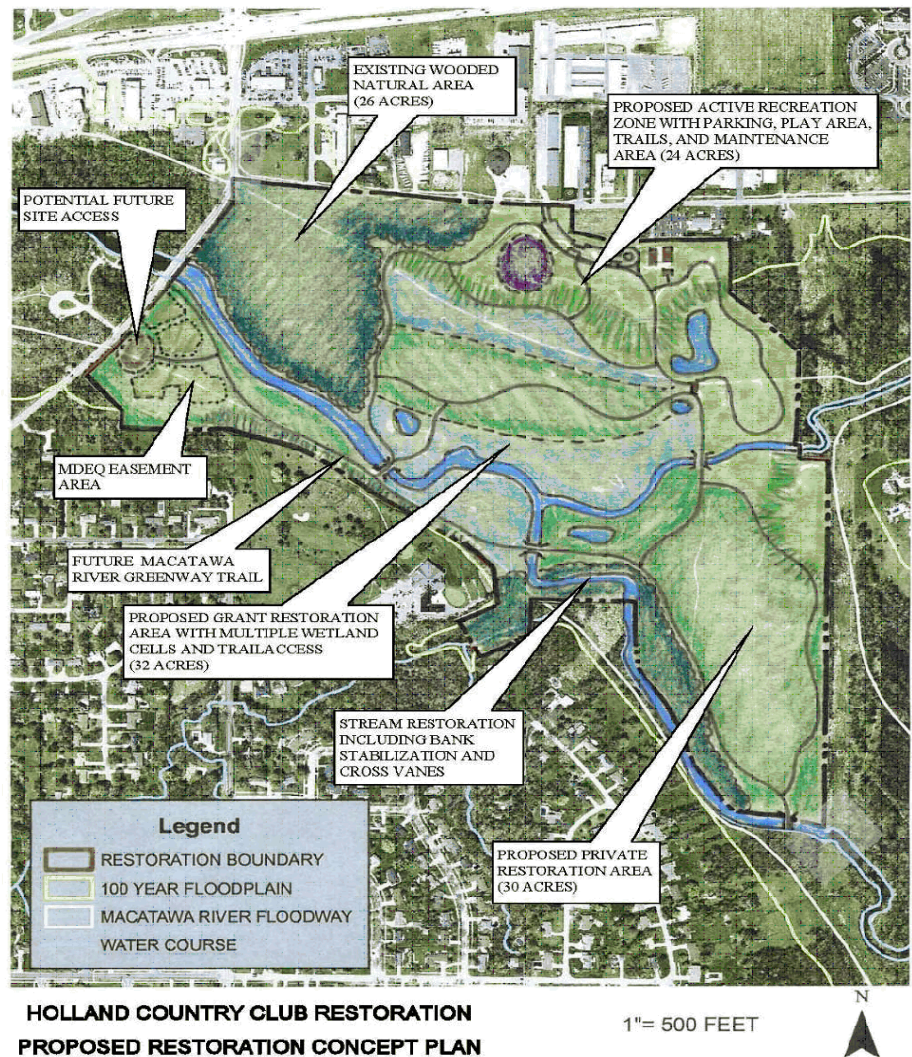 EXISTING WOODED
NATURAL AREA
(26 ACRES)
PROPOSED ACTIVE RECREATION
ZONE WITH PARKING, PLAY AREA,
TRAILS, AND MAINTENANCE
AREA (24 ACRES)
POTENTIAL FUTURE
SITE ACCESS
MDEQ EASEMENT
AREA
FUTURE MACATAWA
RIVER GREENWAY TRAIL
PROPOSED GRANT RESTORATION
AREA WITH MULTIPLE WETLAND
CELLS AND TRAIL ACCESS
(32 ACRES)
STREAM RESTORATION
INCLUDING BANK
STABILIZATION AND
CROSS VANES
PROPOSED PRIVATE
RESTORATION AREA
(30 ACRES)
Legend
RESTORATION BOUNDARY
100 YEAR FLOODPLAIN
MACATAWA RIVER FLOODWAY
WATER COURSE
HOLLAND COUNTRY CLUB RESTORATION
PROPOSED RESTORATION CONCEPT PLAN
1"= 500 FEET
N